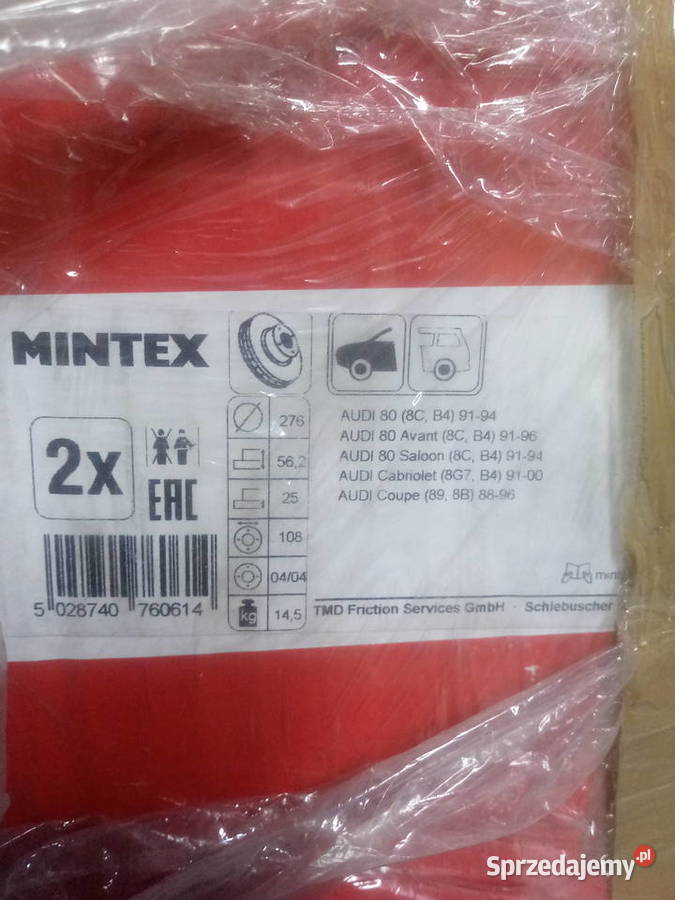 MINTEX
2x
EAC
5 028740 760614
276
56,2
25
108
04/04
kg 14,5
AUDI 80 (8C, B4) 91-94
AUDI 80 Avant (8C, B4) 91-96
AUDI 80 Saloon (8C, B4) 91-94
AUDI Cabriolet (8G7, B4) 91-00
AUDI Coupe (89, 8B) 88-96
TMD Friction Services GmbH · Schlebuscher
Sprzedajemy.pl